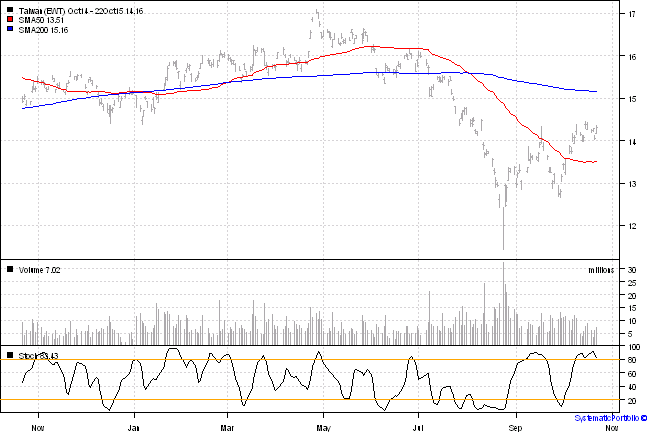 Taiwan (EWT) Oct14 - 22Oct15 14.16
SMA50 13.51
SMA200 15.16
17
16
15
14
13
12
Volume 7.02
millions
30
25
20
15
10
5
Stoch 83.43
100
80
60
40
20
Nov Jan Mar May Jul Sep Nov
SystematicPortfolio ©